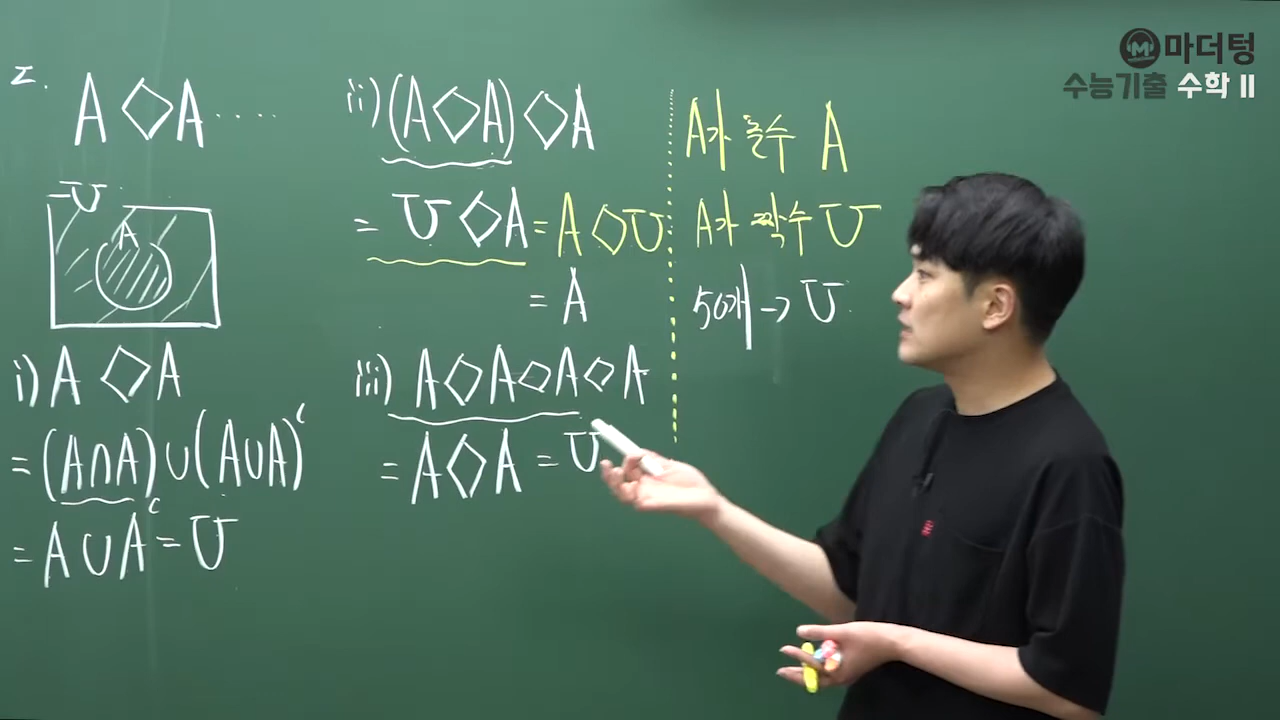 ㄷ.
A ◇ A ‥‥
U
A
i) A ◇ A
= (A∩A)∪(A∪A)ᶜ
= A ∪ Aᶜ = U
ii) (A◇A)◇A
= U ◇ A = A ◇ U
= A
iii) A◇A◇A◇A
= A◇A = U
A가 홀수 A
A가 짝수 U
50개 → U
마더텅
수능기출 수학 II